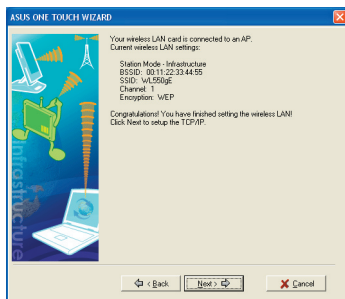 ASUS ONE TOUCH WIZARD
Your wireless LAN card is connected to an AP.
Current wireless LAN settings:
Station Mode - Infrastructure
BSSID: 00:11:22:33:44:55
SSID: WL550gE
Channel: 1
Encryption: WEP
Congratulations! You have finished setting the wireless LAN!
Click Next to setup the TCP/IP.
Infrastructure
< Back Next > Cancel